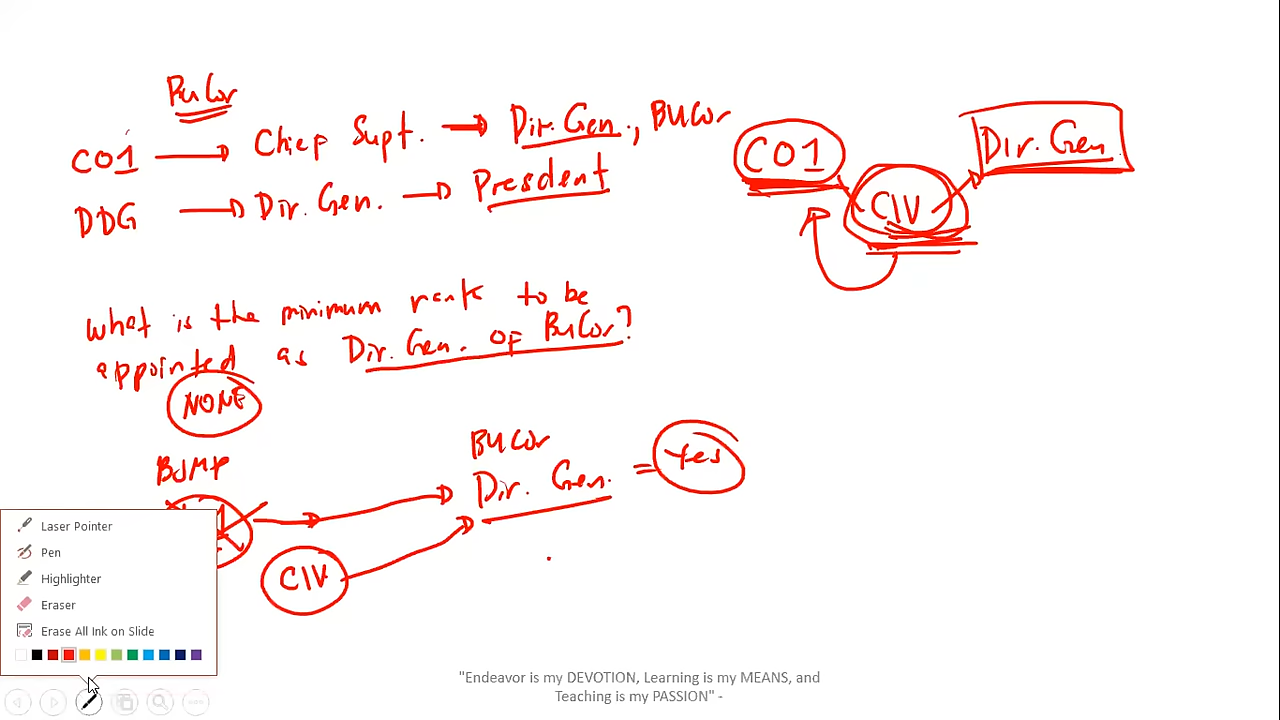 BuCor
CO1 → Chief Supt. → Dir. Gen., BUCor
DDG → Dir. Gen. → Presdent
CO1
CIV
Dir. Gen.
What is the minimum rank to be
appointed as Dir. Gen. of BuCor?
NONE
BJMP
BUCor
Dir. Gen. = Yes
CIV
Laser Pointer
Pen
Highlighter
Eraser
Erase All Ink on Slide
"Endeavor is my DEVOTION, Learning is my MEANS, and
Teaching is my PASSION" -